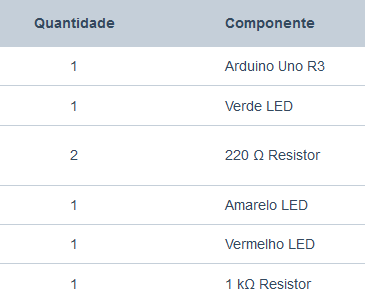 Quantidade Componente
1 Arduino Uno R3
1 Verde LED
2 220 Ω Resistor
1 Amarelo LED
1 Vermelho LED
1 1 kΩ Resistor